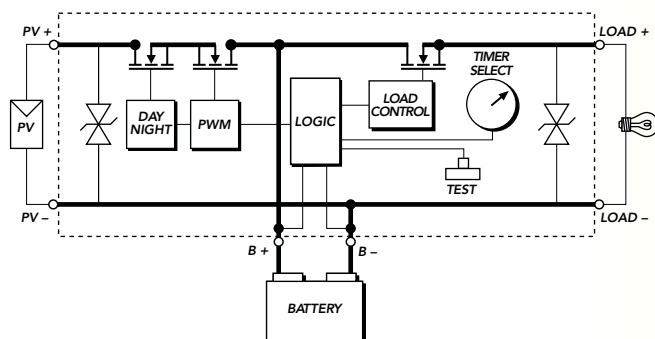 PV +
LOAD +
TIMER
SELECT
PV
DAY
NIGHT
PWM
LOGIC
LOAD
CONTROL
TEST
PV –
LOAD –
B +
B –
BATTERY